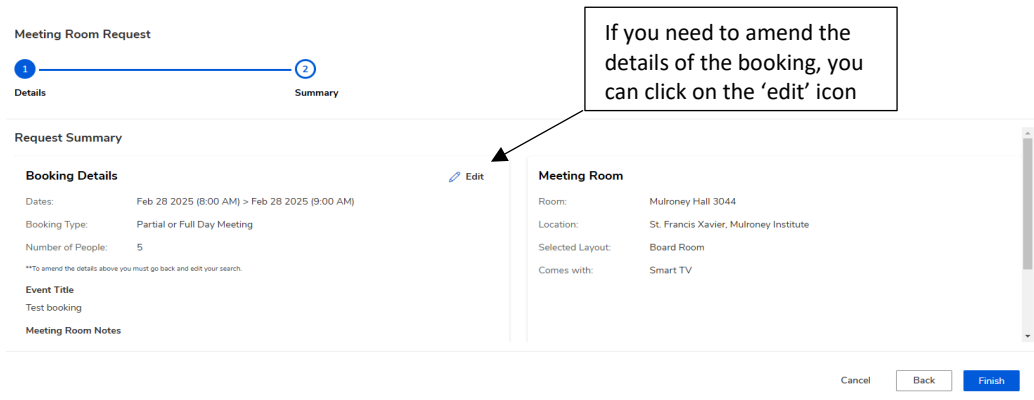 Meeting Room Request
If you need to amend the
details of the booking, you
can click on the ‘edit’ icon
1
2
Details
Summary
Request Summary
Booking Details
Edit
Dates: Feb 28 2025 (8:00 AM) > Feb 28 2025 (9:00 AM)
Booking Type: Partial or Full Day Meeting
Number of People: 5
**To amend the details above you must go back and edit your search.
Event Title
Test booking
Meeting Room Notes
Meeting Room
Room: Mulroney Hall 3044
Location: St. Francis Xavier, Mulroney Institute
Selected Layout: Board Room
Comes with: Smart TV
Cancel
Back
Finish